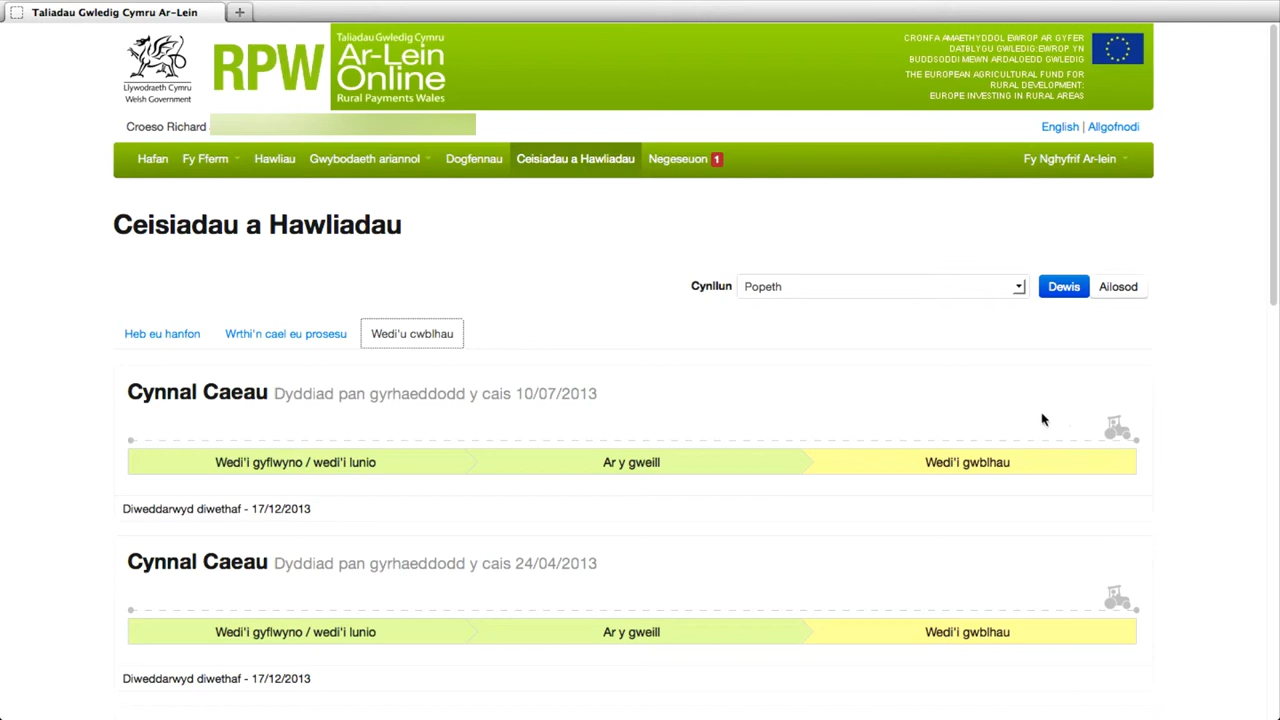 Taliadau Gwledig Cymru Ar-Lein
Llywodraeth Cymru
Welsh Government
RPW
Taliadau Gwledig Cymru
Ar-Lein
Online
Rural Payments Wales
CRONFA AMAETHYDDOL EWROP AR GYFER
DATBLYGU GWLEDIG:EWROP YN
BUDDSODDI MEWN ARDALOEDD GWLEDIG
THE EUROPEAN AGRICULTURAL FUND FOR
RURAL DEVELOPMENT:
EUROPE INVESTING IN RURAL AREAS
Croeso Richard
English | Allgofnodi
Hafan Fy Fferm Hawliau Gwybodaeth ariannol Dogfennau Ceisiadau a Hawliadau Negeseuon 1 Fy Nghyfrif Ar-lein
Ceisiadau a Hawliadau
Cynllun Popeth Dewis Ailosod
Heb eu hanfon Wrthi'n cael eu prosesu Wedi'u cwblhau
Cynnal Caeau Dyddiad pan gyrhaeddodd y cais 10/07/2013
Wedi'i gyflwyno / wedi'i lunio Ar y gweill Wedi'i gwblhau
Diweddarwyd diwethaf - 17/12/2013
Cynnal Caeau Dyddiad pan gyrhaeddodd y cais 24/04/2013
Wedi'i gyflwyno / wedi'i lunio Ar y gweill Wedi'i gwblhau
Diweddarwyd diwethaf - 17/12/2013